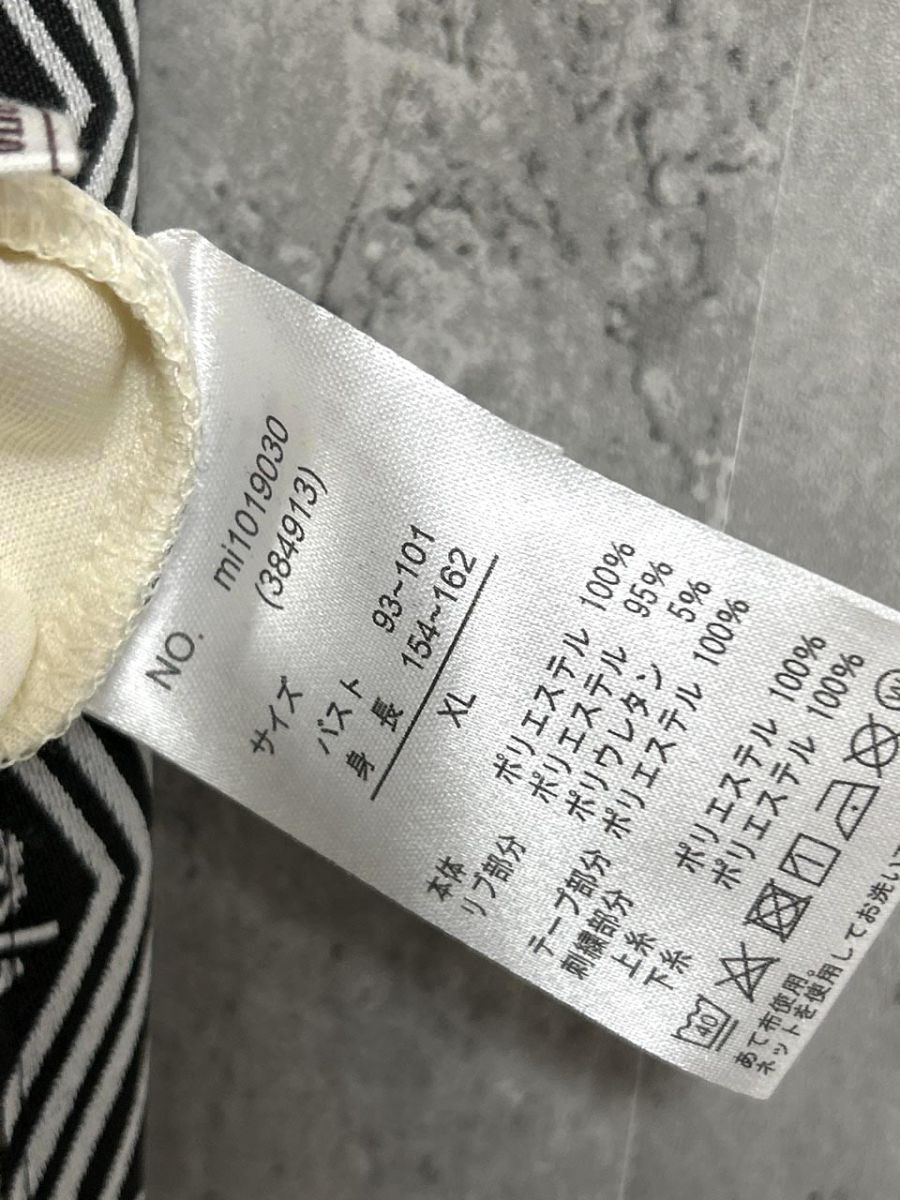 NO. mi1019030
(384913)
サイズ
バスト 93~101
身長 154~162
XL
本体 ポリエステル 100%
リブ部分 ポリエステル 95%
ポリウレタン 5%
テープ部分 ポリエステル 100%
刺繍部分
上糸 ポリエステル 100%
下糸 ポリエステル 100%
40
W
あて布使用
ネットを使用してお洗い